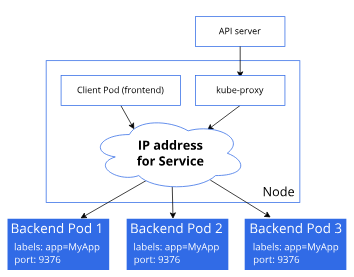 API server
Client Pod (frontend)
kube-proxy
IP address
for Service
Node
Backend Pod 1
labels: app=MyApp
port: 9376
Backend Pod 2
labels: app=MyApp
port: 9376
Backend Pod 3
labels: app=MyApp
port: 9376